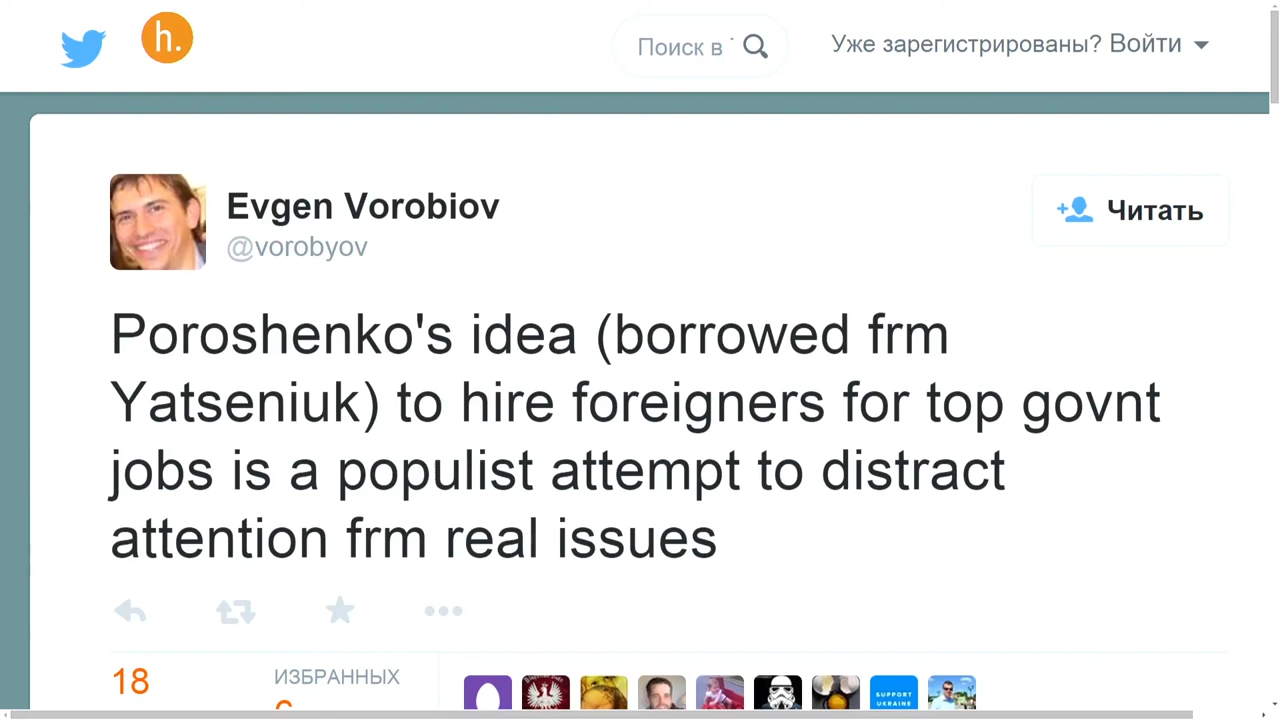 h.
Поиск в
Уже зарегистрированы? Войти
Evgen Vorobiov
@vorobyov
Читать
Poroshenko's idea (borrowed frm
Yatseniuk) to hire foreigners for top govnt
jobs is a populist attempt to distract
attention frm real issues
18
ИЗБРАННЫХ
SUPPORT
UKRAINE